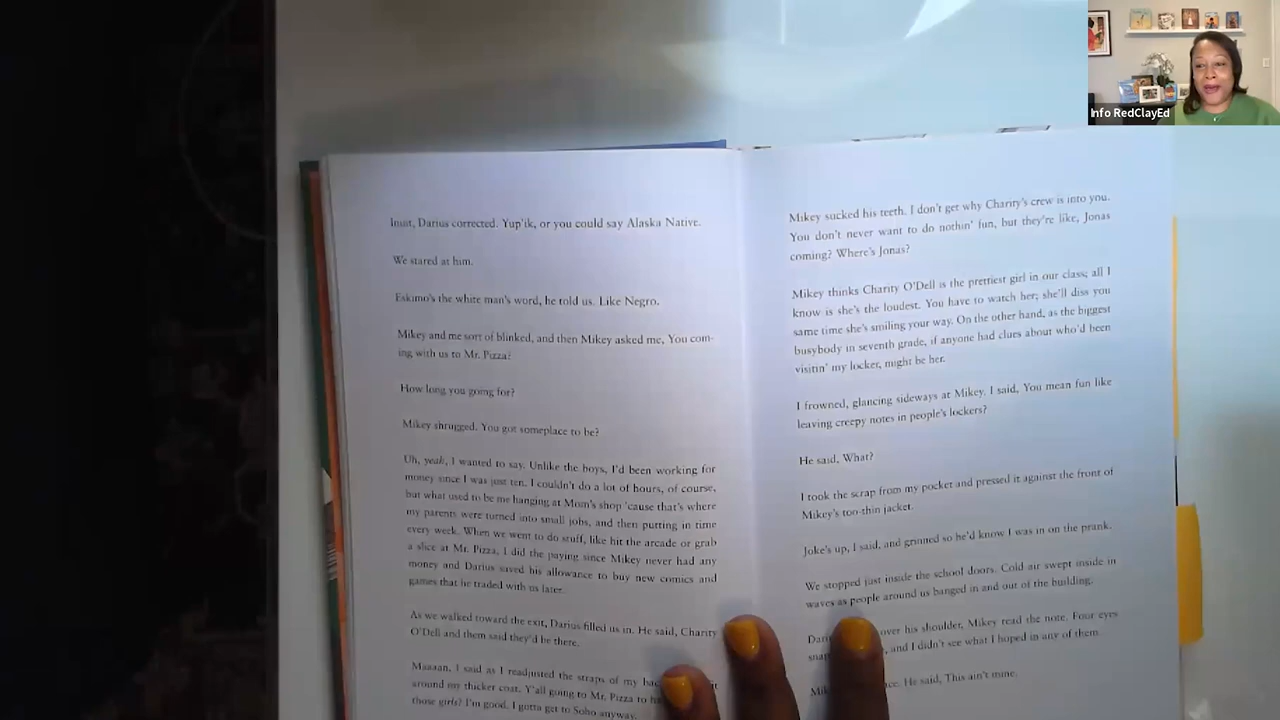 Info RedClayEd
Inuit, Darius corrected. Yup'ik, or you could say Alaska Native.
We stared at him.
Eskimo's the white man's word, he told us. Like Negro.
Mikey and me sort of blinked, and then Mikey asked me, You com-
ing with us to Mr. Pizza?
How long you going for?
Mikey shrugged. You got someplace to be?
Uh, yeah, I wanted to say. Unlike the boys, I'd been working for
money since I was just ten. I couldn't do a lot of hours, of course,
but what used to be me hanging at Mom's shop 'cause that's where
my parents were turned into small jobs, and then putting in time
every week. When we went to do stuff, like hit the arcade or grab
a slice at Mr. Pizza, I did the paying since Mikey never had any
money and Darius saved his allowance to buy new comics and
games that he traded with us later.
As we walked toward the exit, Darius filled us in. He said, Charity
O'Dell and them said they'd be there.
Maaaan, I said as I readjusted the straps of my
around my thicker coat. Y'all going to Mr. Pizza to
those girls? I'm good. I gotta get to Soho anyway.
Mikey sucked his teeth. I don't get why Charity's crew is into you.
You don't never want to do nothin' fun, but they're like, Jonas
coming? Where's Jonas?
Mikey thinks Charity O'Dell is the prettiest girl in our class; all I
know is she's the loudest. You have to watch her; she'll diss you
same time she's smiling your way. On the other hand, as the biggest
busybody in seventh grade, if anyone had clues about who'd been
visitin' my locker, might be her.
I frowned, glancing sideways at Mikey. I said, You mean fun like
leaving creepy notes in people's lockers?
He said, What?
I took the scrap from my pocket and pressed it against the front of
Mikey's too-thin jacket.
Joke's up, I said, and grinned so he'd know I was in on the prank.
We stopped just inside the school doors. Cold air swept inside in
waves as people around us banged in and out of the building.
over his shoulder, Mikey read the note. Four eyes
, and I didn't see what I hoped in any of them.
He said, This ain't mine.